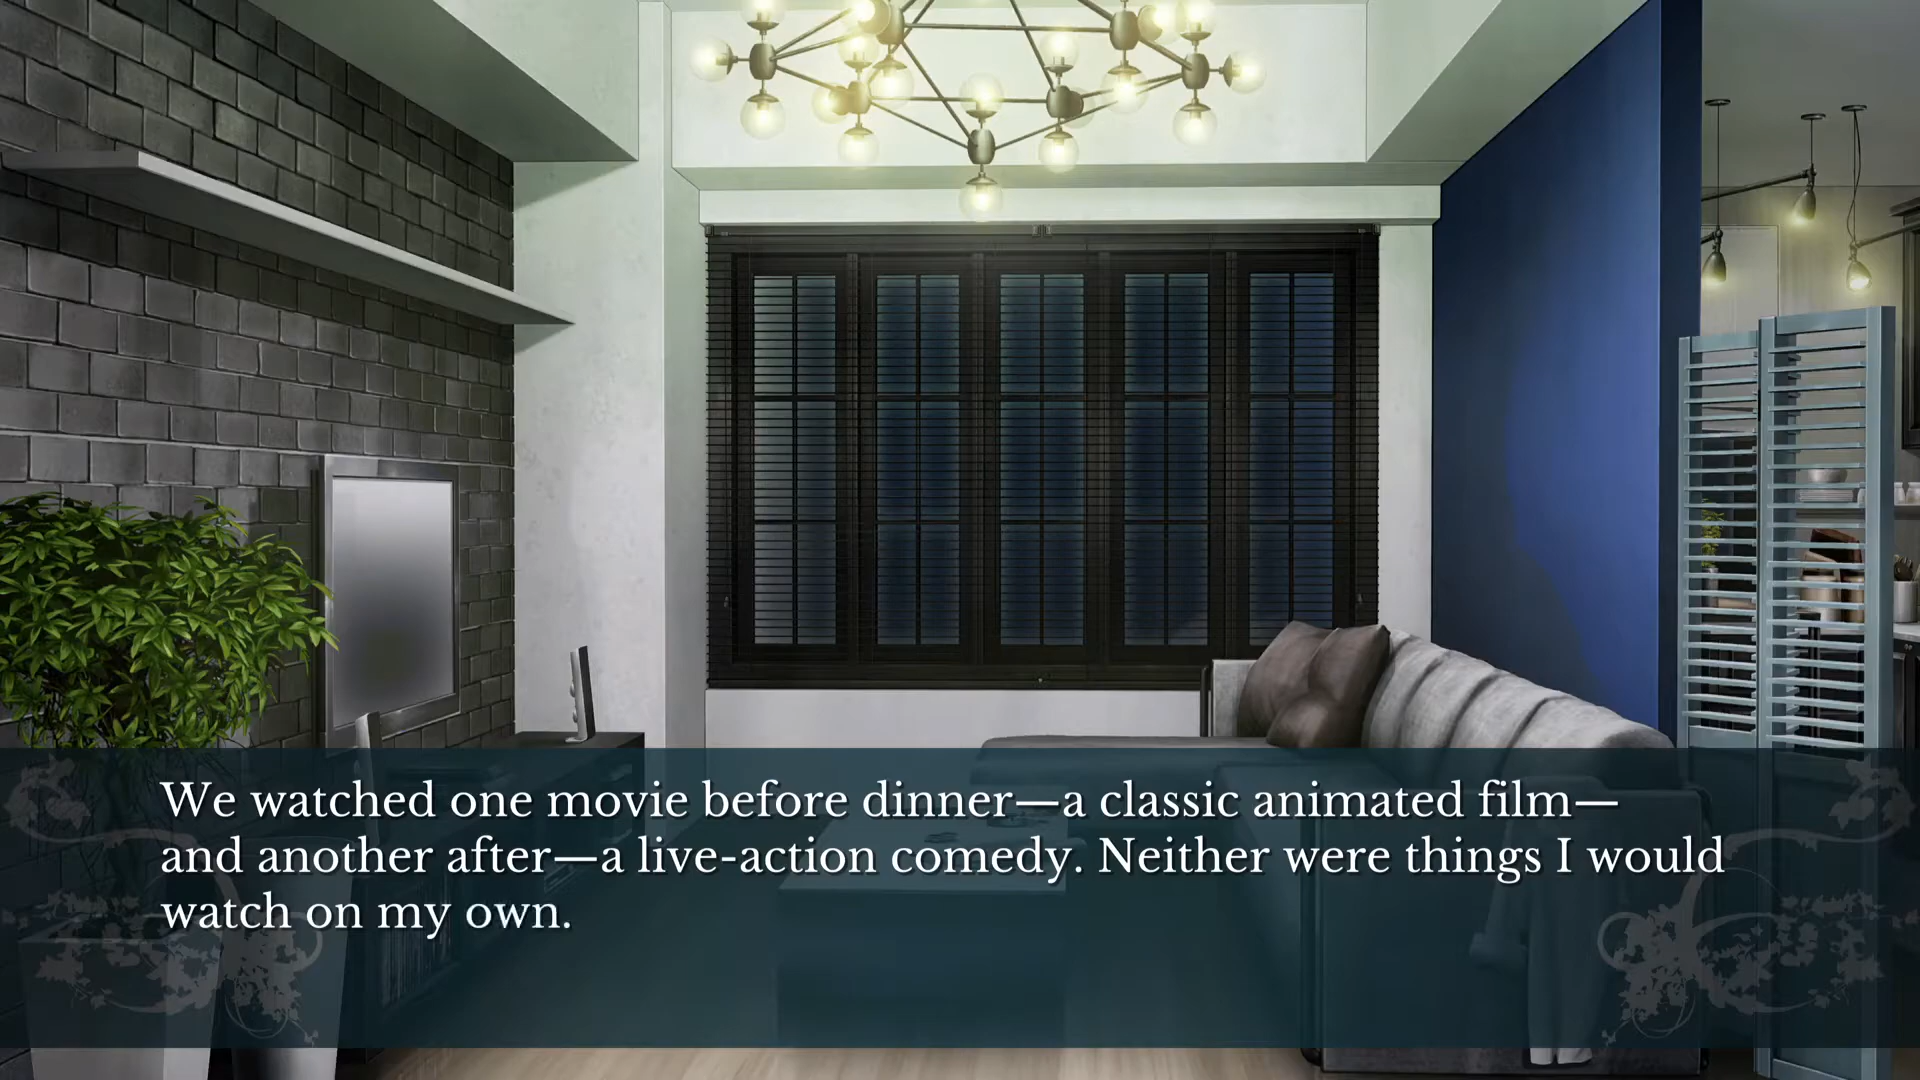 We watched one movie before dinner—a classic animated film—
and another after—a live-action comedy. Neither were things I would
watch on my own.